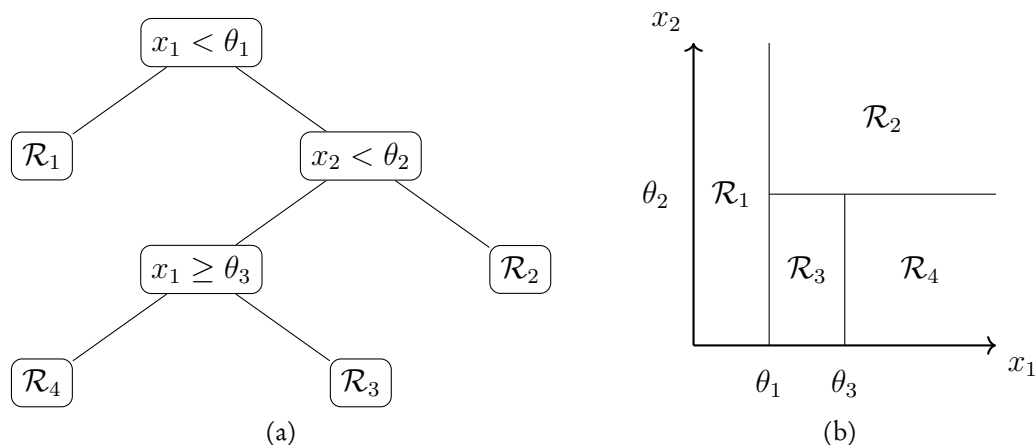 x₁ < θ₁
R₁
x₂ < θ₂
x₁ ≥ θ₃
R₂
R₄
R₃
(a)
x₂
R₂
θ₂
R₁
R₃
R₄
x₁
θ₁
θ₃
(b)